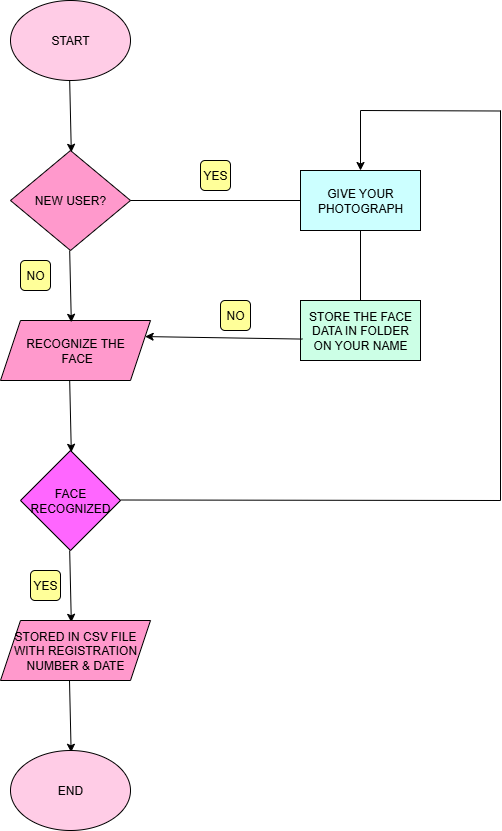 START
NEW USER?
YES
GIVE YOUR
PHOTOGRAPH
NO
NO
STORE THE FACE
DATA IN FOLDER
ON YOUR NAME
RECOGNIZE THE
FACE
FACE
RECOGNIZED
YES
STORED IN CSV FILE
WITH REGISTRATION
NUMBER & DATE
END